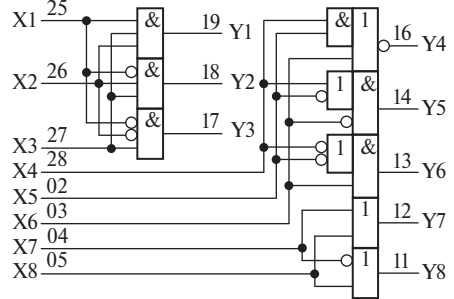 X1 25 & 19 Y1 & 1 16 Y4
X2 26 & 18 Y2 1 & 14 Y5
& 17 Y3
X3 27 1 & 13 Y6
X4 28
X5 02
X6 03 1 12 Y7
X7 04
X8 05 1 11 Y8